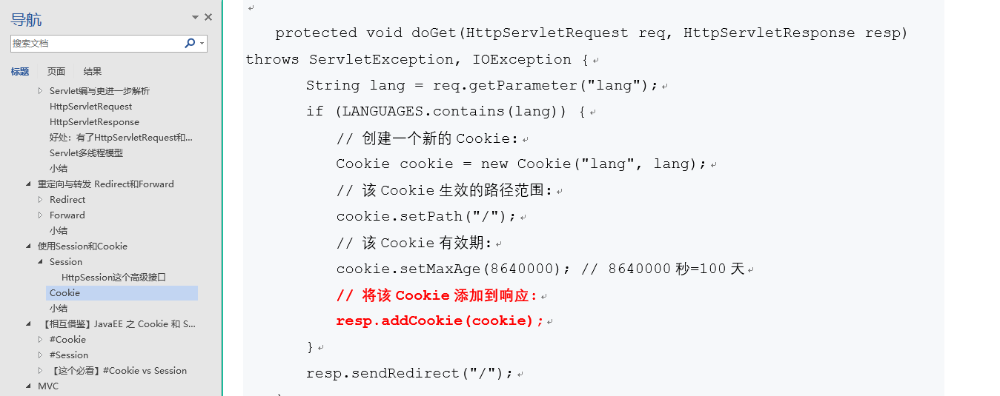 导航
搜索文档
标题 页面 结果
Servlet编写更进一步解析
HttpServletRequest
HttpServletResponse
好处：有了HttpServletRequest和...
Servlet多线程模型
小结
重定向与转发 Redirect和Forward
Redirect
Forward
小结
使用Session和Cookie
Session
HttpSession这个高级接口
Cookie
小结
【相互借鉴】JavaEE 之 Cookie 和 S...
#Cookie
#Session
【这个必看】#Cookie vs Session
MVC
protected void doGet(HttpServletRequest req, HttpServletResponse resp)
throws ServletException, IOException {
String lang = req.getParameter("lang");
if (LANGUAGES.contains(lang)) {
// 创建一个新的 Cookie:
Cookie cookie = new Cookie("lang", lang);
// 该 Cookie 生效的路径范围:
cookie.setPath("/");
// 该 Cookie 有效期:
cookie.setMaxAge(8640000); // 8640000 秒=100 天
// 将该 Cookie 添加到响应:
resp.addCookie(cookie);
}
resp.sendRedirect("/");